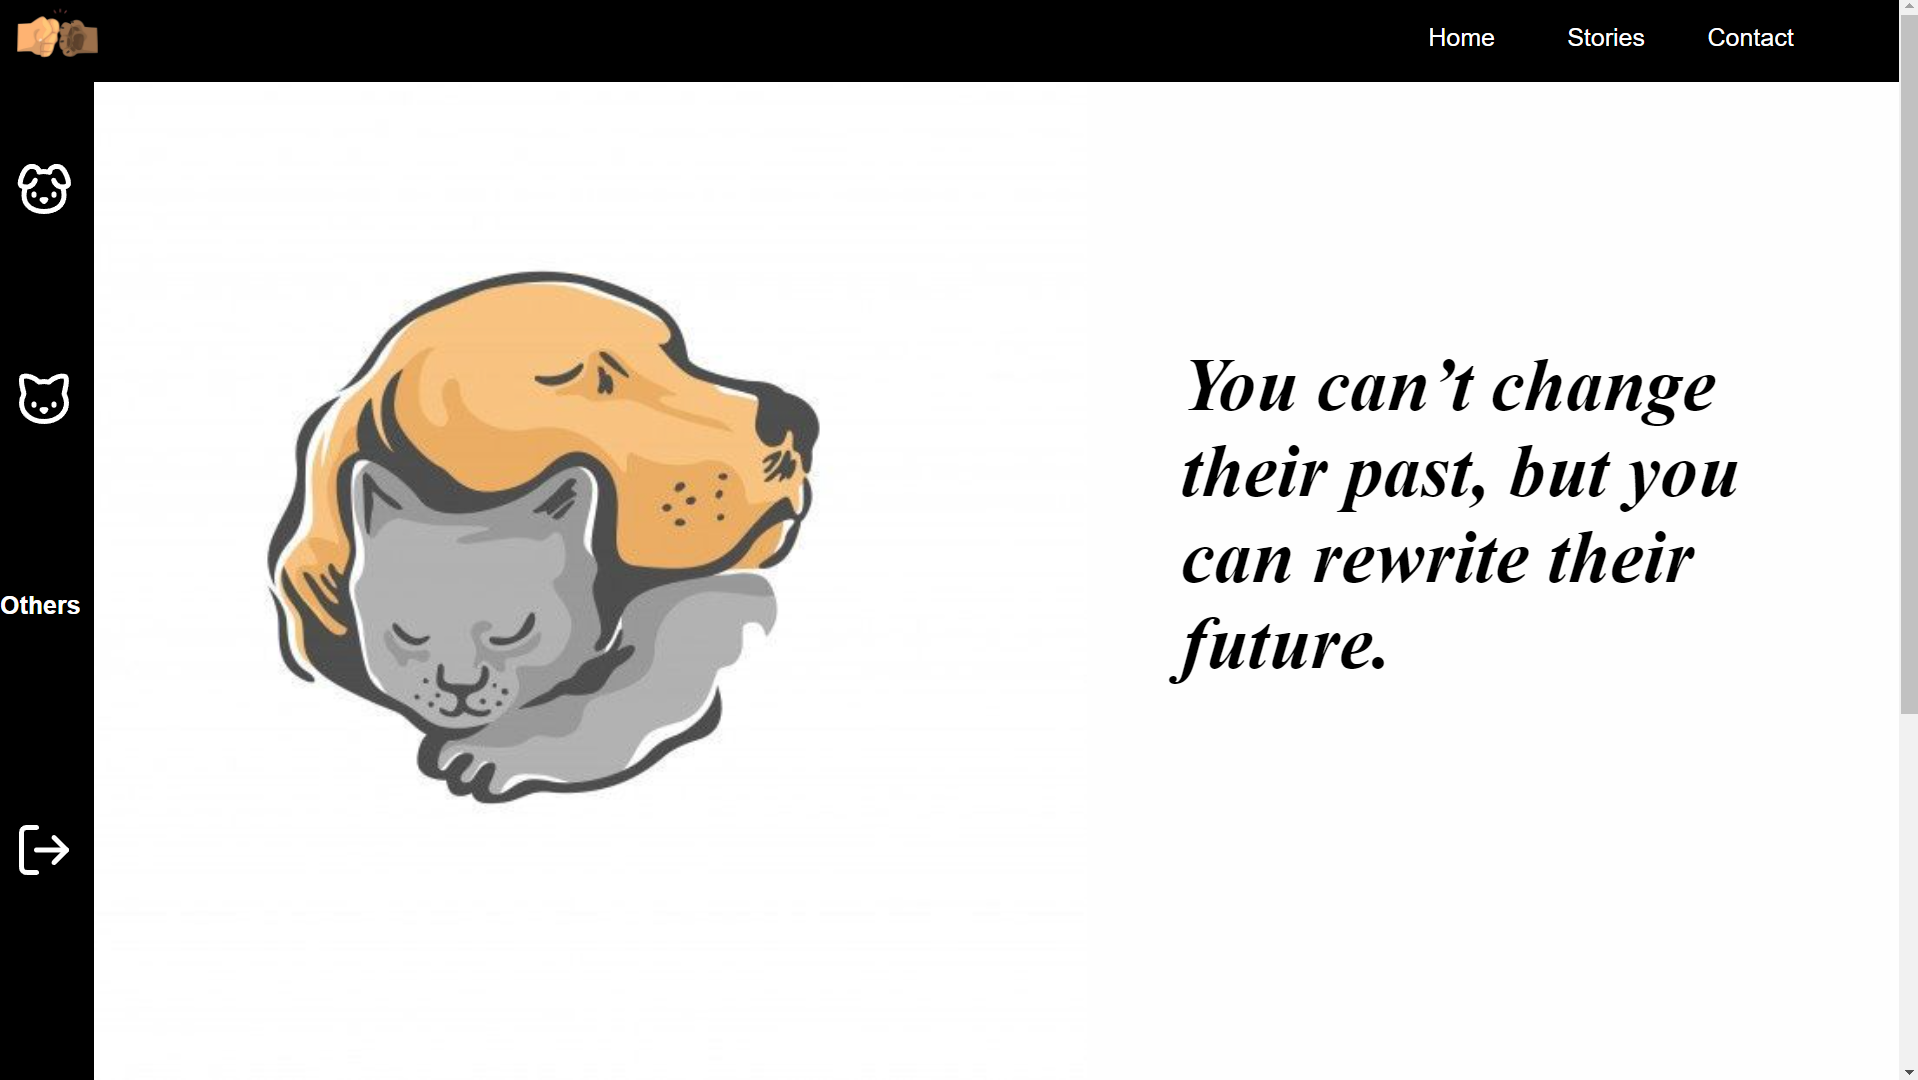 Home
Stories
Contact
Others
You can’t change
their past, but you
can rewrite their
future.